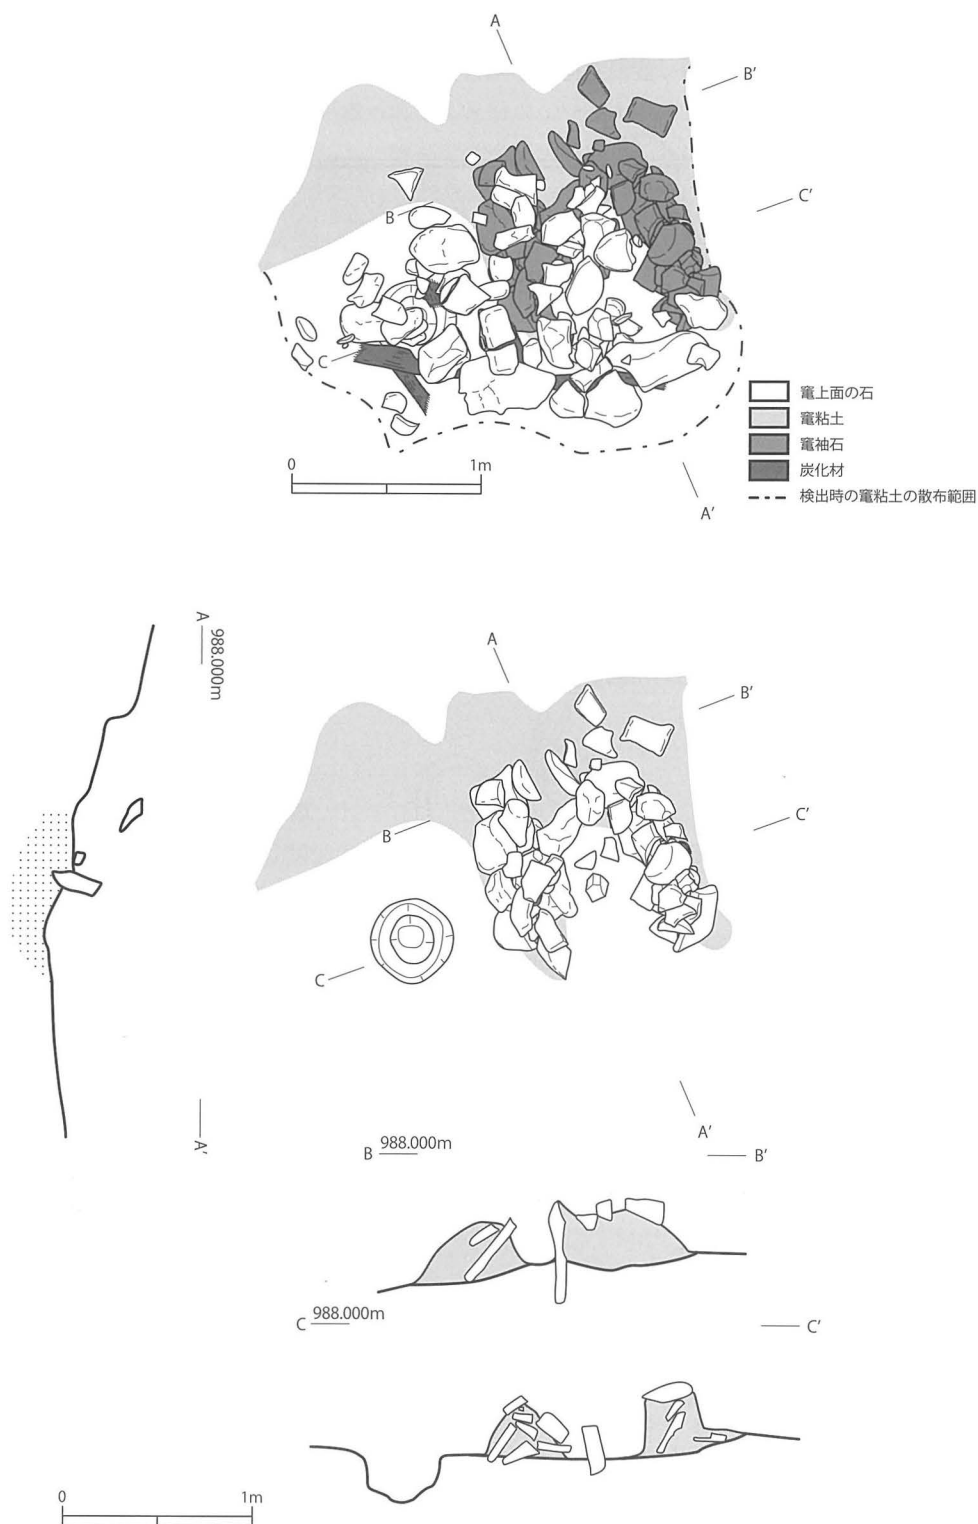 A
B'
C'
B
C
竈上面の石
竈粘土
竈袖石
炭化材
検出時の竈粘土の散布範囲
0 1m
A'
A
988.000m
A
B'
C'
B
C
A'
A'
B 988.000m
B'
C 988.000m
C'
0 1m